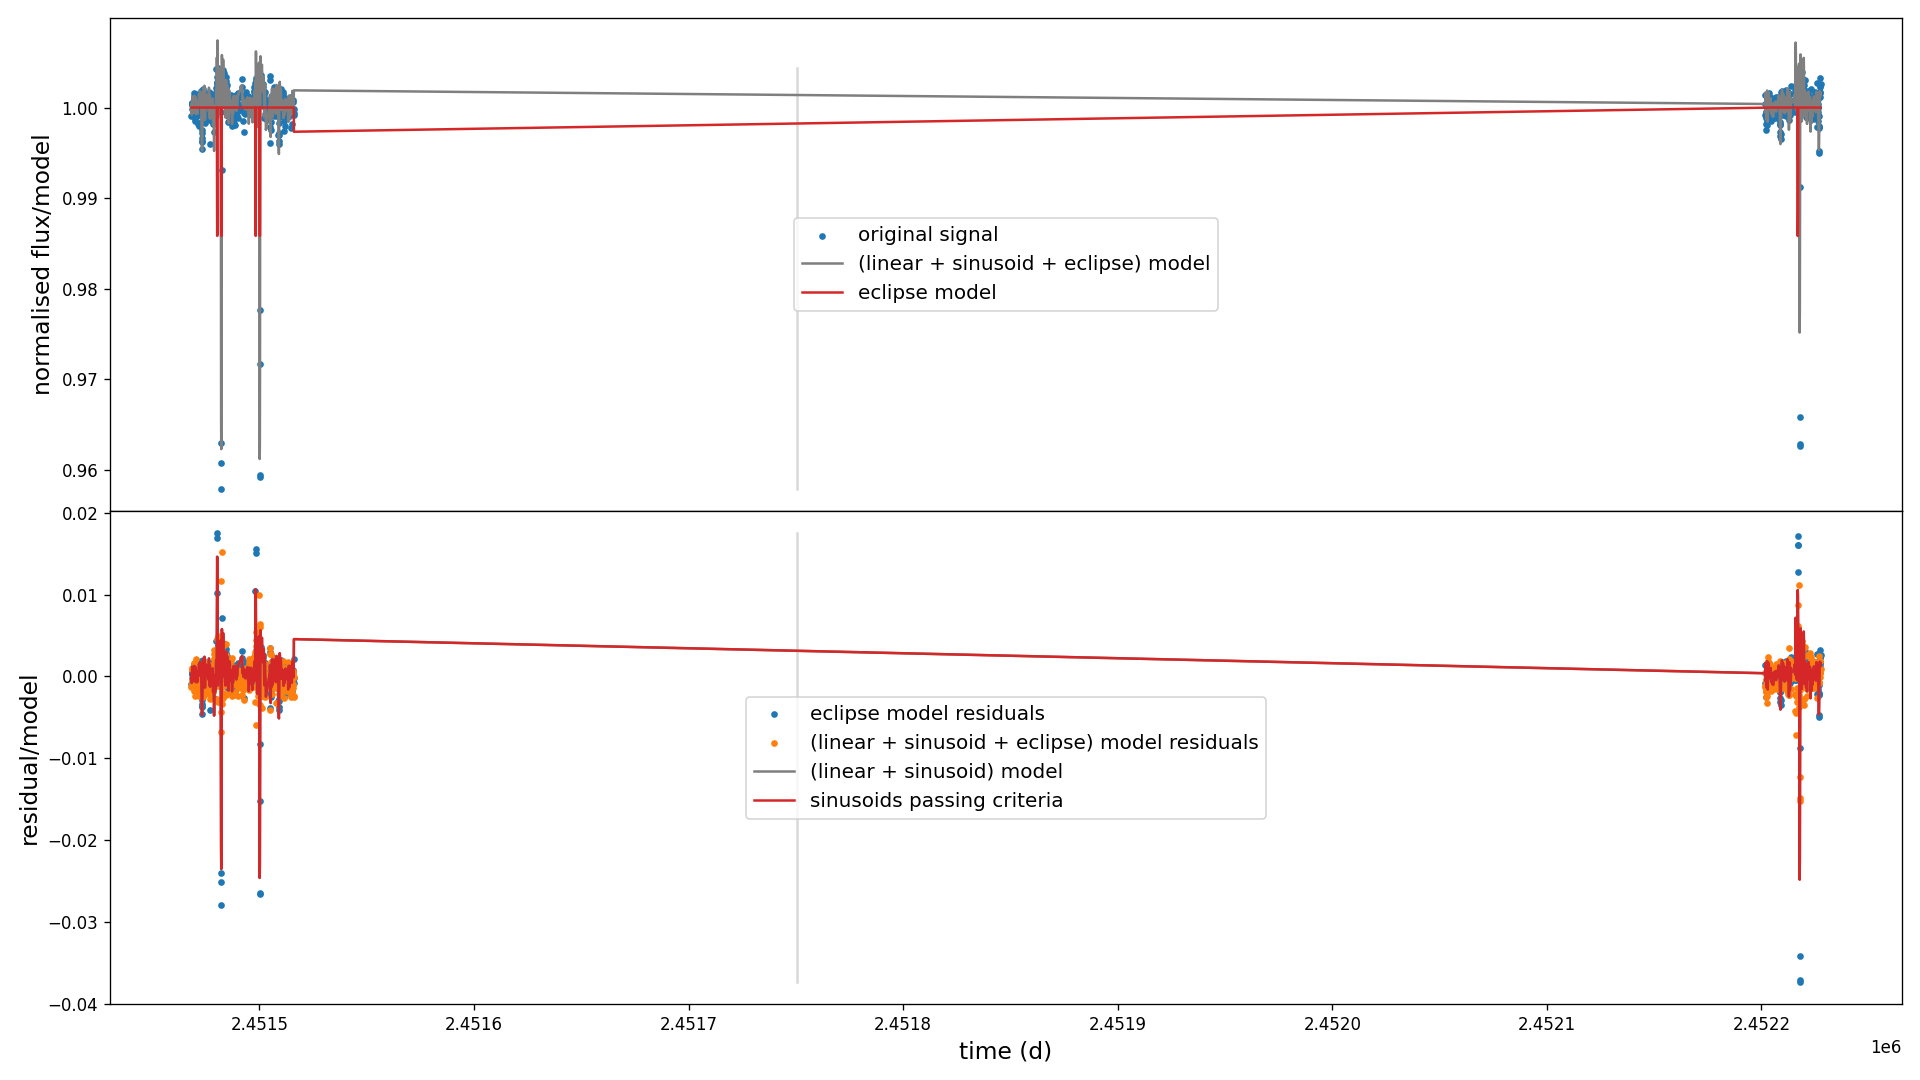 normalised flux/model
1.00
0.99
0.98
0.97
0.96
original signal
(linear + sinusoid + eclipse) model
eclipse model
residual/model
0.02
0.01
0.00
−0.01
−0.02
−0.03
−0.04
eclipse model residuals
(linear + sinusoid + eclipse) model residuals
(linear + sinusoid) model
sinusoids passing criteria
2.4515 2.4516 2.4517 2.4518 2.4519 2.4520 2.4521 2.4522
1e6
time (d)